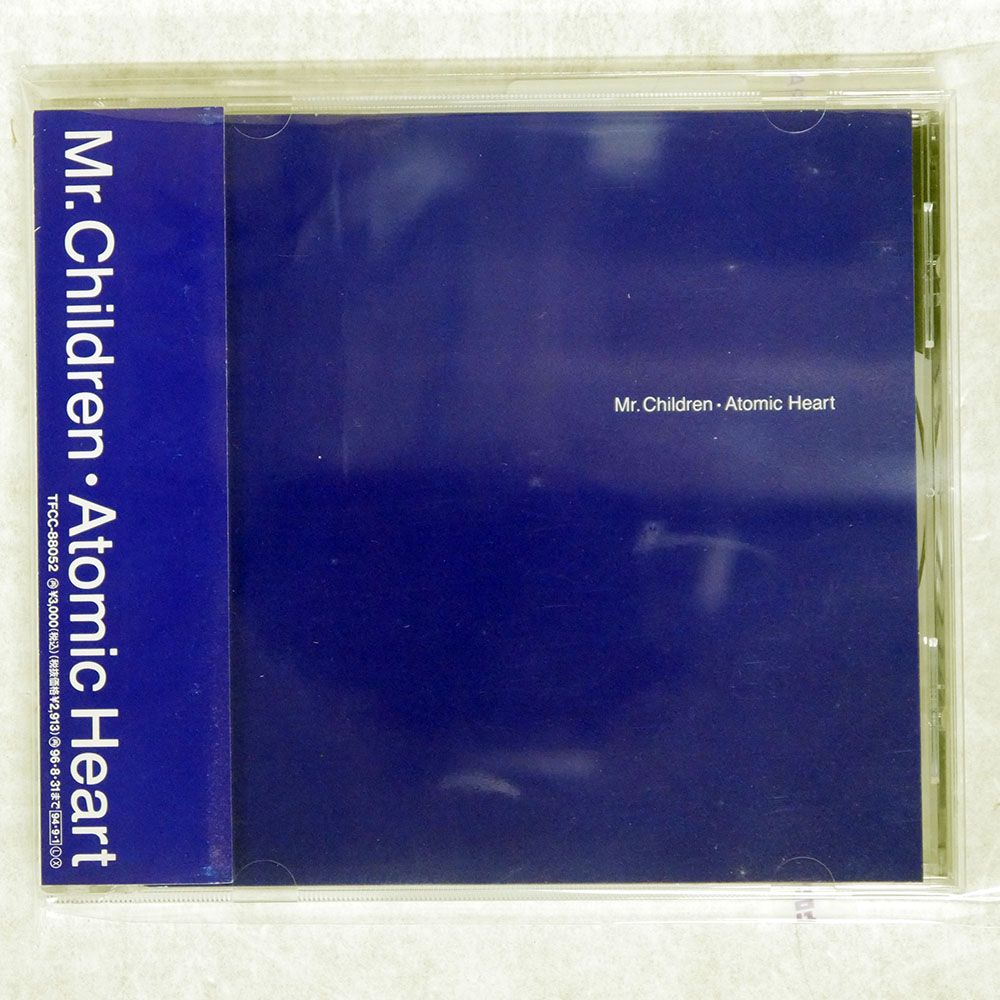 Mr. Children・Atomic Heart
TFCC-88052 Ⓡ¥3,000(税込)(税抜価格¥2,913)Ⓡ96・8・31まで 94・9・1 Ⓛ Ⓧ
Mr. Children・Atomic Heart